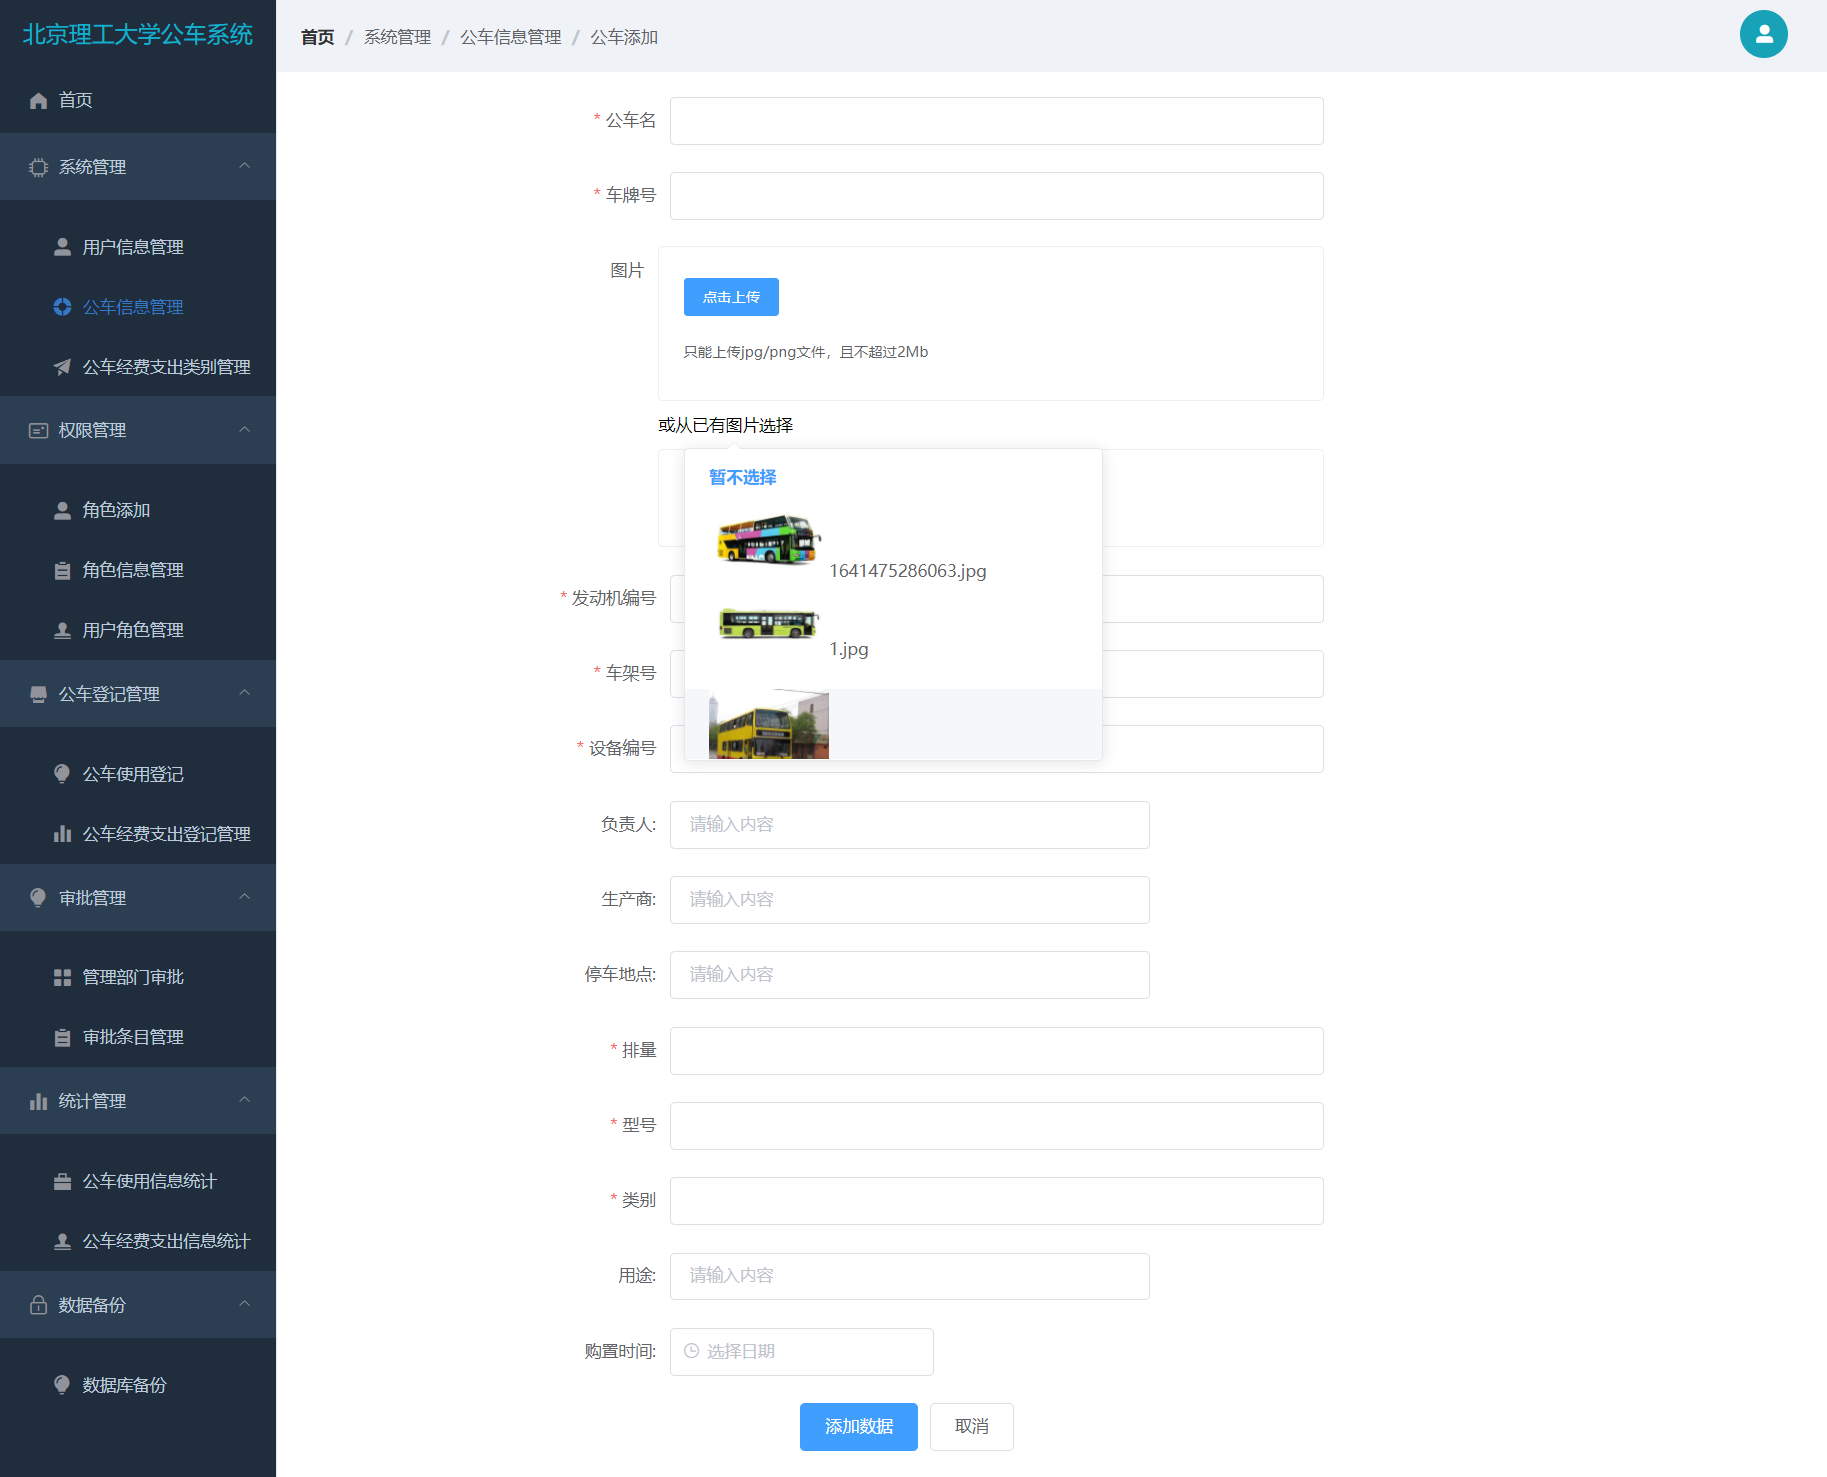 北京理工大学公车系统
首页
系统管理
用户信息管理
公车信息管理
公车经费支出类别管理
权限管理
角色添加
角色信息管理
用户角色管理
公车登记管理
公车使用登记
公车经费支出登记管理
审批管理
管理部门审批
审批条目管理
统计管理
公车使用信息统计
公车经费支出信息统计
数据备份
数据库备份
首页 / 系统管理 / 公车信息管理 / 公车添加
* 公车名
* 车牌号
图片
点击上传
只能上传jpg/png文件，且不超过2Mb
或从已有图片选择
暂不选择
1641475286063.jpg
1.jpg
* 发动机编号
* 车架号
* 设备编号
负责人: 请输入内容
生产商: 请输入内容
停车地点: 请输入内容
* 排量
* 型号
* 类别
用途: 请输入内容
购置时间: 选择日期
添加数据 取消